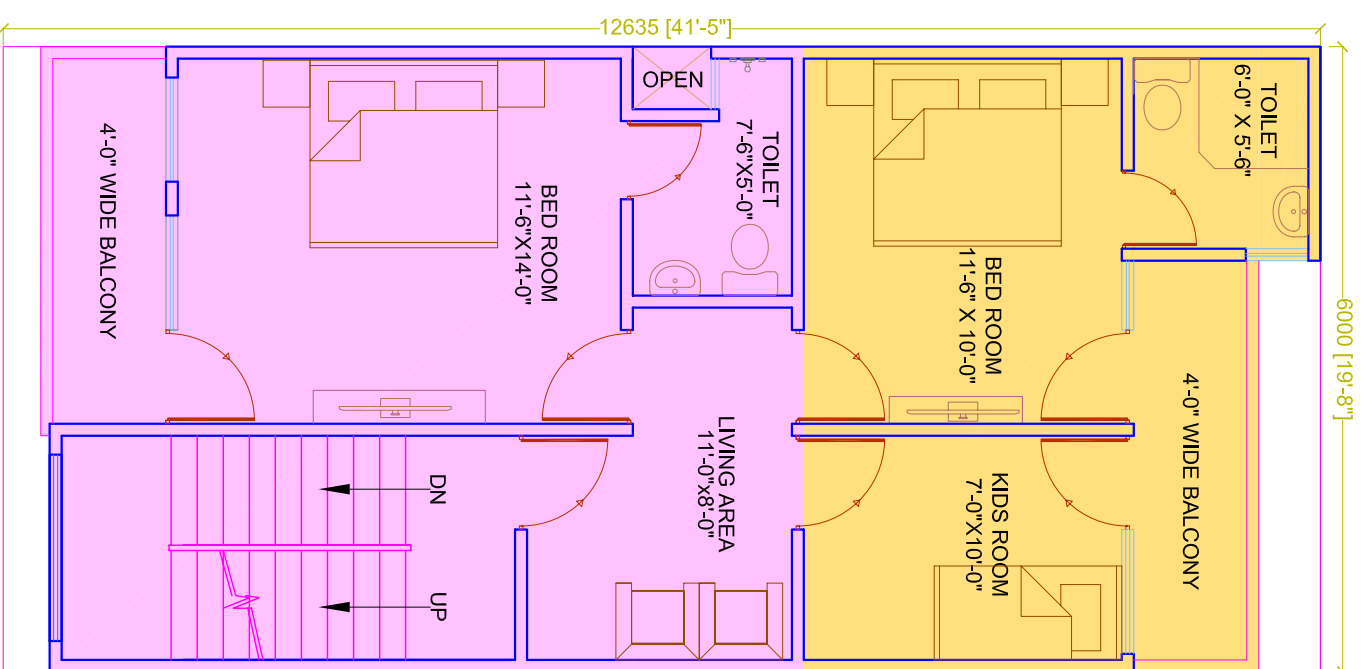 12635 [41'-5"]
OPEN
TOILET
7'-6"X5'-0"
TOILET
6'-0" X 5'-6"
4'-0" WIDE BALCONY
BED ROOM
11'-6"X14'-0"
BED ROOM
11'-6" X 10'-0"
6000 [19'-8"]
4'-0" WIDE BALCONY
LIVING AREA
11'-0"x8'-0"
KIDS ROOM
7'-0"X10'-0"
DN
UP